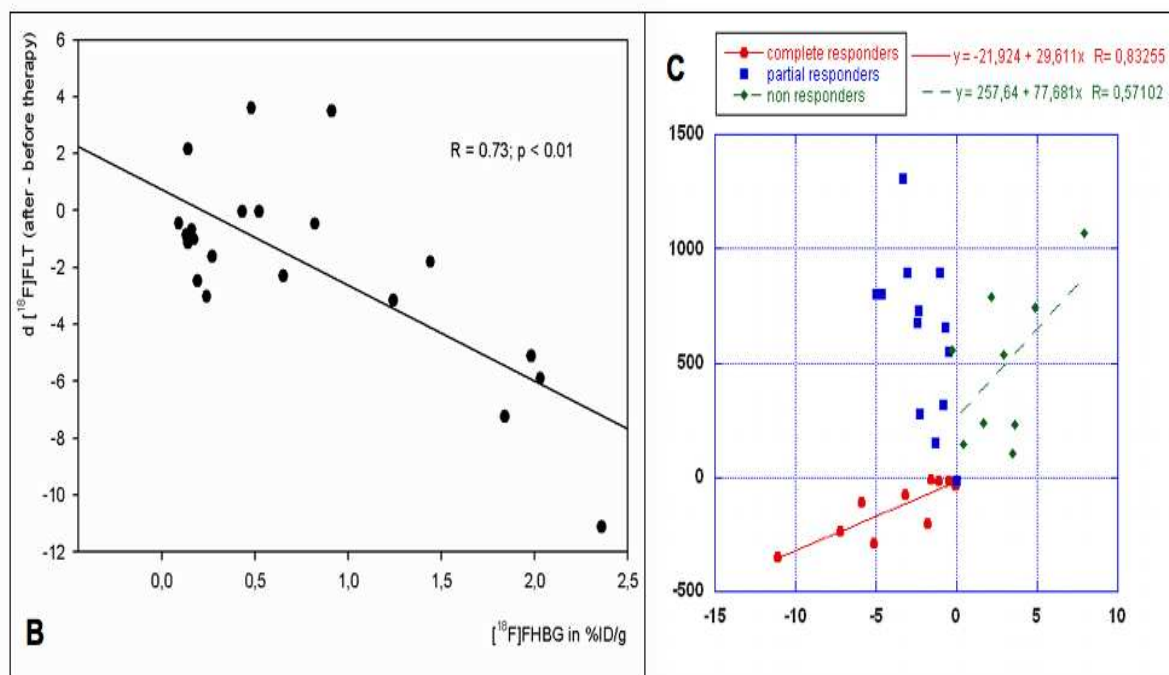 6
4
2
0
-2
-4
-6
-8
-10
-12
d [¹⁸F]FLT (after - before therapy)
R = 0.73; p < 0.01
0,0 0,5 1,0 1,5 2,0 2,5
B
[¹⁸F]FHBG in %ID/g
C
complete responders
partial responders
non responders
y = -21,924 + 29,611x R= 0,83255
y = 257,64 + 77,681x R= 0,57102
1500
1000
500
0
-500
-15 -10 -5 0 5 10